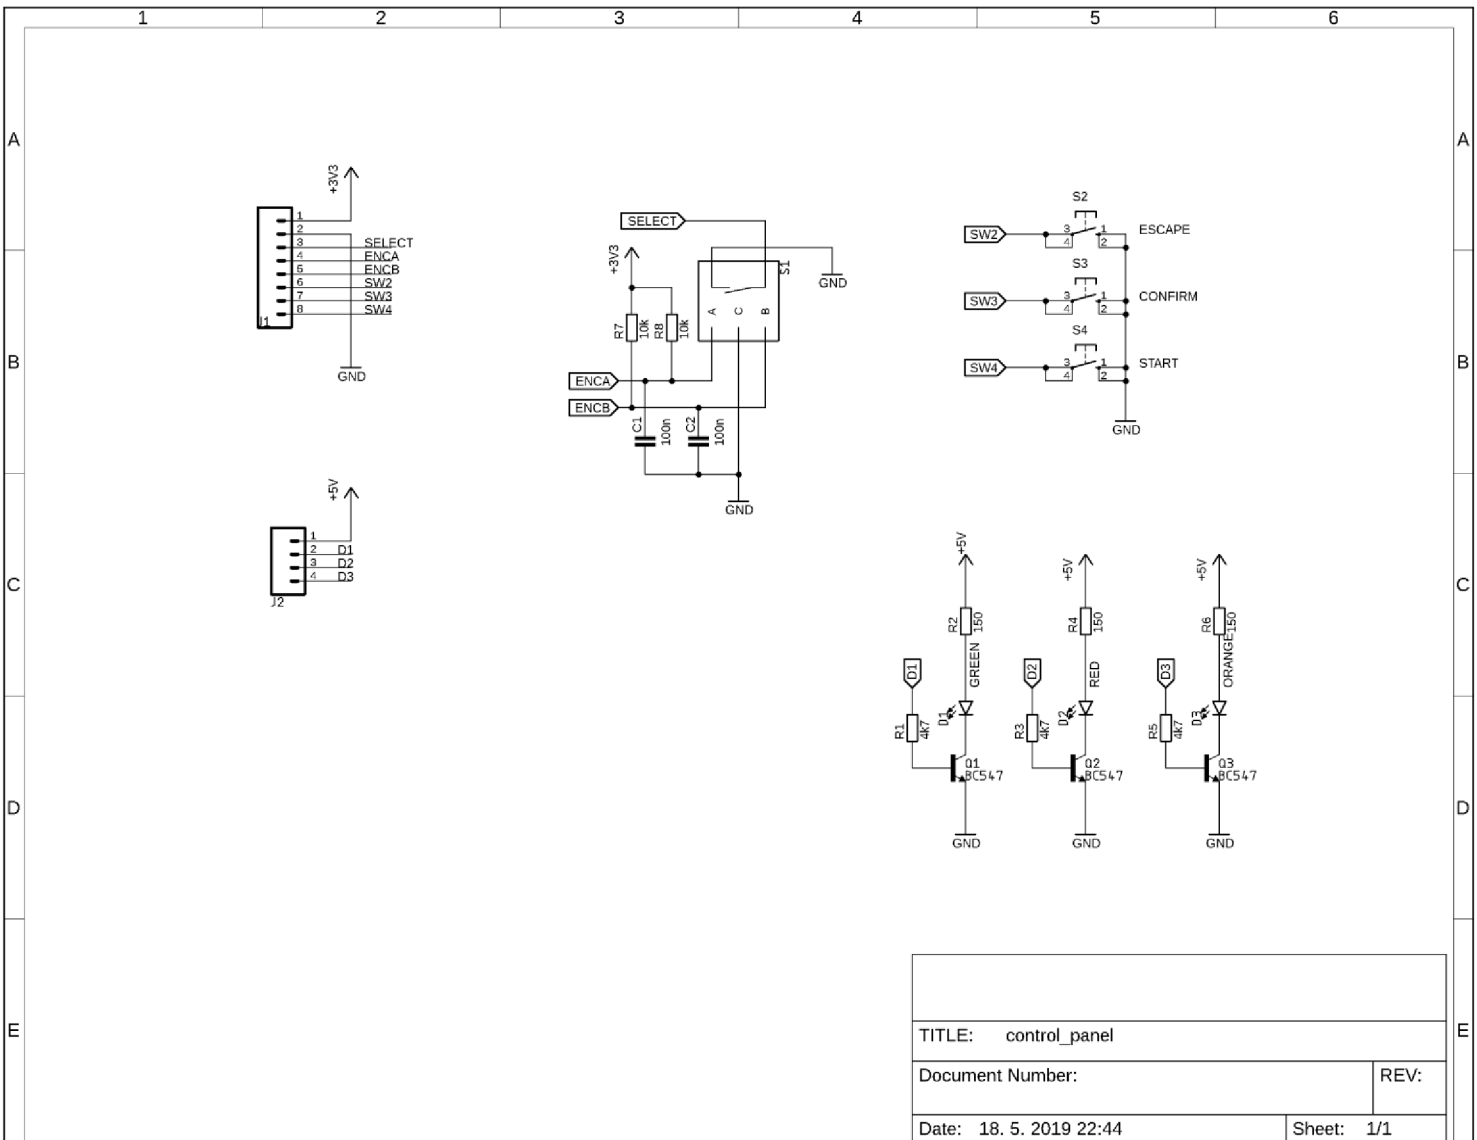 1 2 3 4 5 6
A A
+3V3
1
2
3 SELECT
4 ENCA
5 ENCB
6 SW2
7 SW3
8 SW4
J1
GND
SELECT
+3V3
S1
GND
A C B
R7 10k R8 10k
ENCA
ENCB
C1 100n C2 100n
GND
S2
SW2 3 1 ESCAPE
4 2
S3
SW3 3 1 CONFIRM
4 2
S4
SW4 3 1 START
4 2
GND
B B
+5V
1
2 D1
3 D2
4 D3
J2
C C
+5V +5V +5V
R2 150 R4 150 R6 150
GREEN RED ORANGE
D1 D2 D3
D1 D2 D3
R1 4k7 R3 4k7 R5 4k7
Q1 Q2 Q3
BC547 BC547 BC547
GND GND GND
D D
E E
TITLE: control_panel
Document Number: REV:
Date: 18. 5. 2019 22:44 Sheet: 1/1